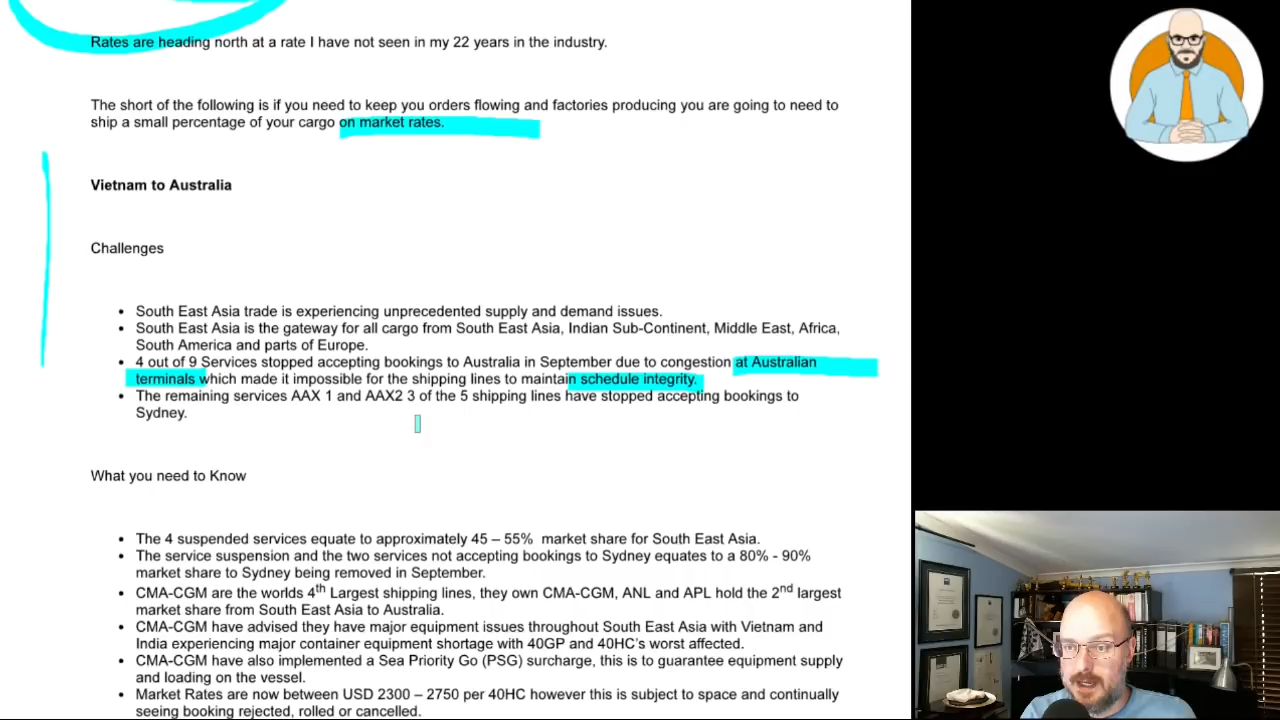 Rates are heading north at a rate I have not seen in my 22 years in the industry.
The short of the following is if you need to keep you orders flowing and factories producing you are going to need to
ship a small percentage of your cargo on market rates.
Vietnam to Australia
Challenges
• South East Asia trade is experiencing unprecedented supply and demand issues.
• South East Asia is the gateway for all cargo from South East Asia, Indian Sub-Continent, Middle East, Africa,
South America and parts of Europe.
• 4 out of 9 Services stopped accepting bookings to Australia in September due to congestion at Australian
terminals which made it impossible for the shipping lines to maintain schedule integrity.
• The remaining services AAX 1 and AAX2 3 of the 5 shipping lines have stopped accepting bookings to
Sydney.
What you need to Know
• The 4 suspended services equate to approximately 45 – 55%  market share for South East Asia.
• The service suspension and the two services not accepting bookings to Sydney equates to a 80% - 90%
market share to Sydney being removed in September.
• CMA-CGM are the worlds 4th Largest shipping lines, they own CMA-CGM, ANL and APL hold the 2nd largest
market share from South East Asia to Australia.
• CMA-CGM have advised they have major equipment issues throughout South East Asia with Vietnam and
India experiencing major container equipment shortage with 40GP and 40HC's worst affected.
• CMA-CGM have also implemented a Sea Priority Go (PSG) surcharge, this is to guarantee equipment supply
and loading on the vessel.
• Market Rates are now between USD 2300 – 2750 per 40HC however this is subject to space and continually
seeing booking rejected, rolled or cancelled.